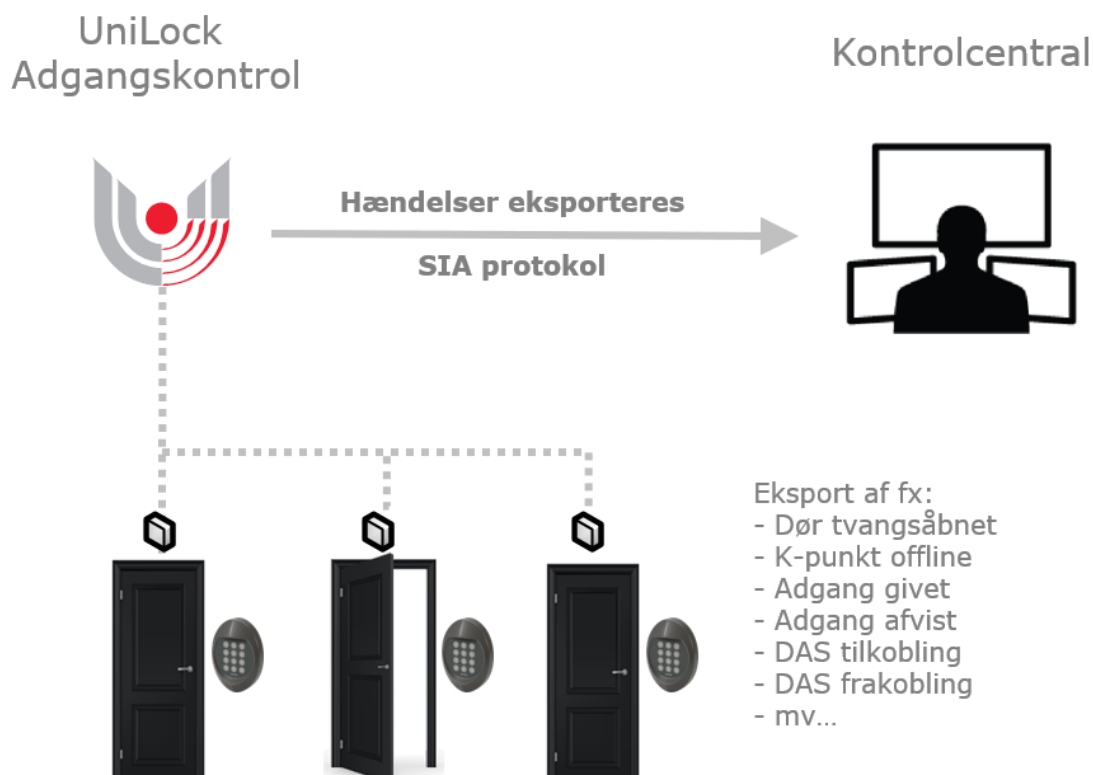 UniLock
Adgangskontrol
Kontrolcentral
Hændelser eksporteres
SIA protokol
Eksport af fx:
- Dør tvangsåbnet
- K-punkt offline
- Adgang givet
- Adgang afvist
- DAS tilkobling
- DAS frakobling
- mv...